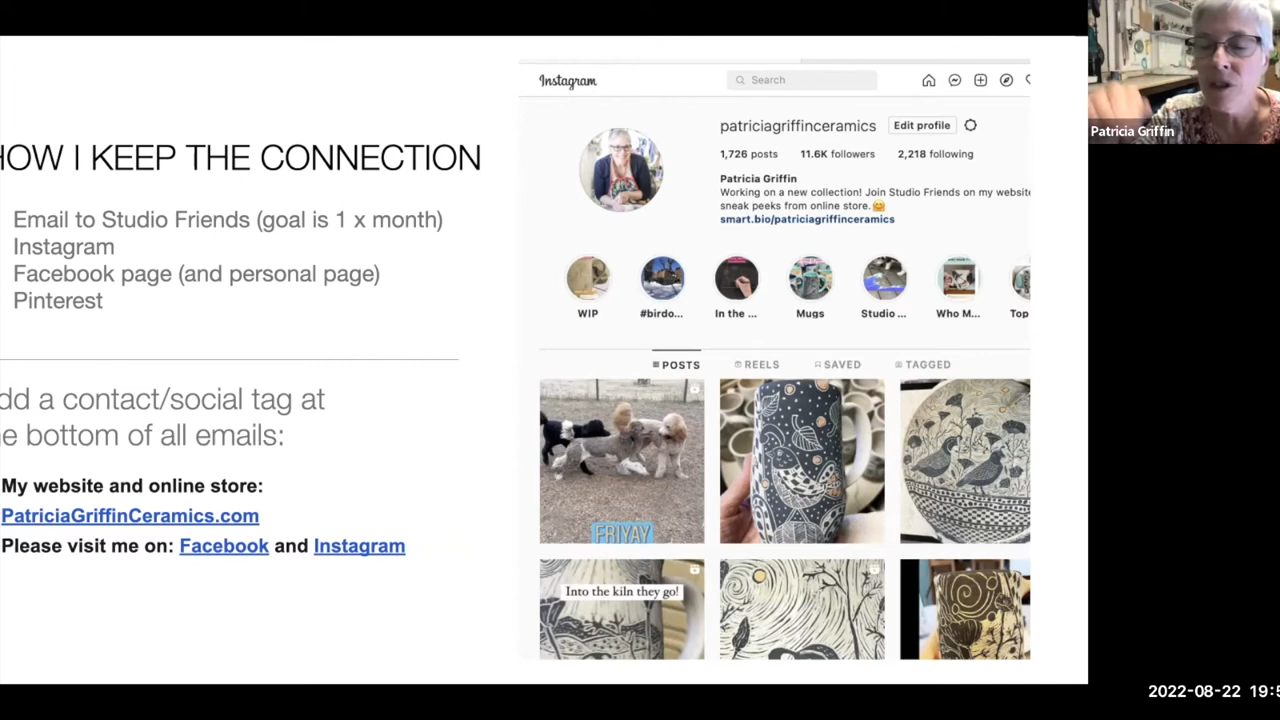 HOW I KEEP THE CONNECTION
Email to Studio Friends (goal is 1 x month)
Instagram
Facebook page (and personal page)
Pinterest
dd a contact/social tag at
e bottom of all emails:
My website and online store:
PatriciaGriffinCeramics.com
Please visit me on: Facebook and Instagram
Instagram
Search
patriciagriffinceramics
Edit profile
1,726 posts 11.6K followers 2,218 following
Patricia Griffin
Working on a new collection! Join Studio Friends on my website
sneak peeks from online store.🤗
smart.bio/patriciagriffinceramics
WIP #birdo... In the ... Mugs Studio ... Who M... Top
POSTS REELS SAVED TAGGED
FRIYAY
Into the kiln they go!
Patricia Griffin
2022-08-22 19:5